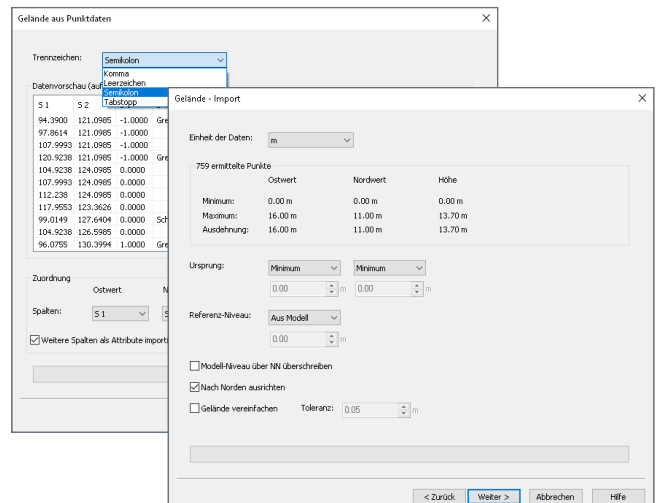 Gelände aus Punktdaten
Trennzeichen: Semikolon
Komma
Leerzeichen
Semikolon
Tabstopp
Datenvorschau
S 1 S 2
94.3900 121.0985 -1.0000
97.8614 121.0985 -1.0000
107.9993 121.0985 -1.0000
120.9238 121.0985 -1.0000
104.9238 124.0985 0.0000
107.9993 124.0985 0.0000
112.238 124.0985 0.0000
117.9553 123.3626 0.0000
99.0149 127.6404 0.0000
104.9238 126.5985 0.0000
96.0755 130.3994 1.0000
Zuordnung
Ostwert
Spalten: S 1
Weitere Spalten als Attribute importi
Gelände - Import
Einheit der Daten: m
759 ermittelte Punkte
Ostwert Nordwert Höhe
Minimum: 0.00 m 0.00 m 0.00 m
Maximum: 16.00 m 11.00 m 13.70 m
Ausdehnung: 16.00 m 11.00 m 13.70 m
Ursprung: Minimum Minimum
0.00 m 0.00 m
Referenz-Niveau: Aus Modell
0.00 m
Modell-Niveau über NN überschreiben
Nach Norden ausrichten
Gelände vereinfachen Toleranz: 0.05 m
< Zurück Weiter > Abbrechen Hilfe